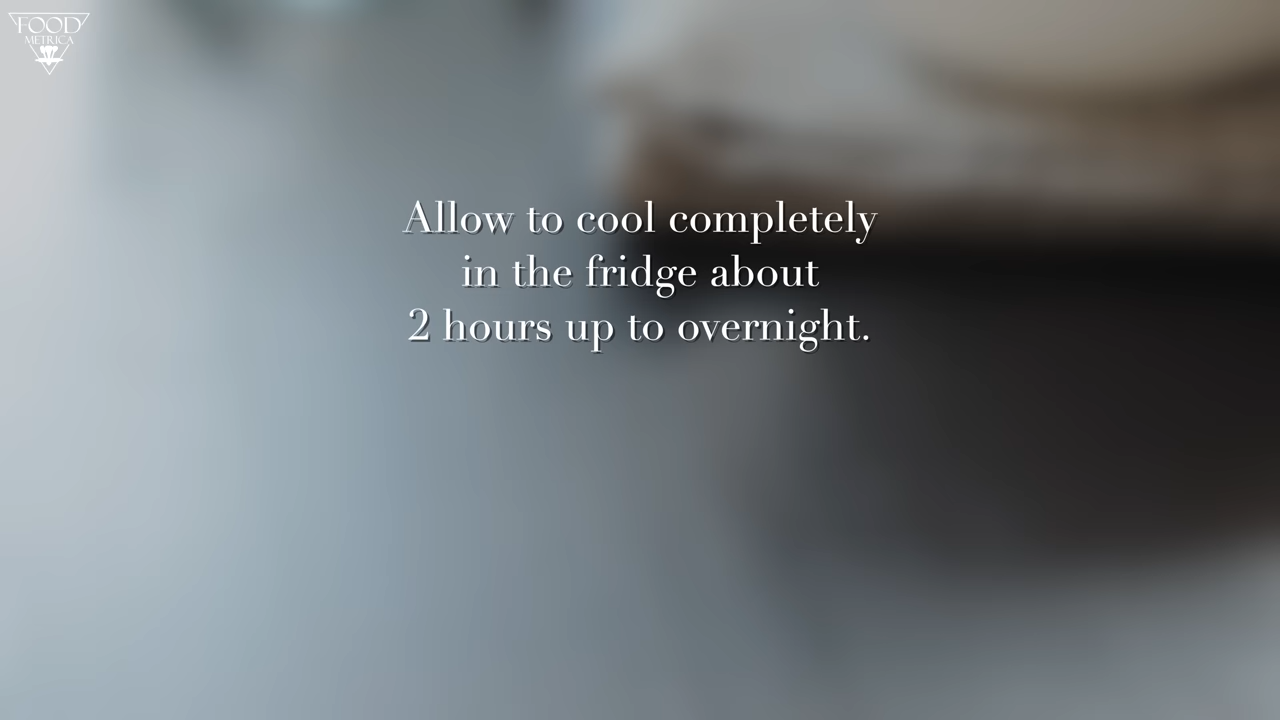 FOOD
METRICA
Allow to cool completely
in the fridge about
2 hours up to overnight.